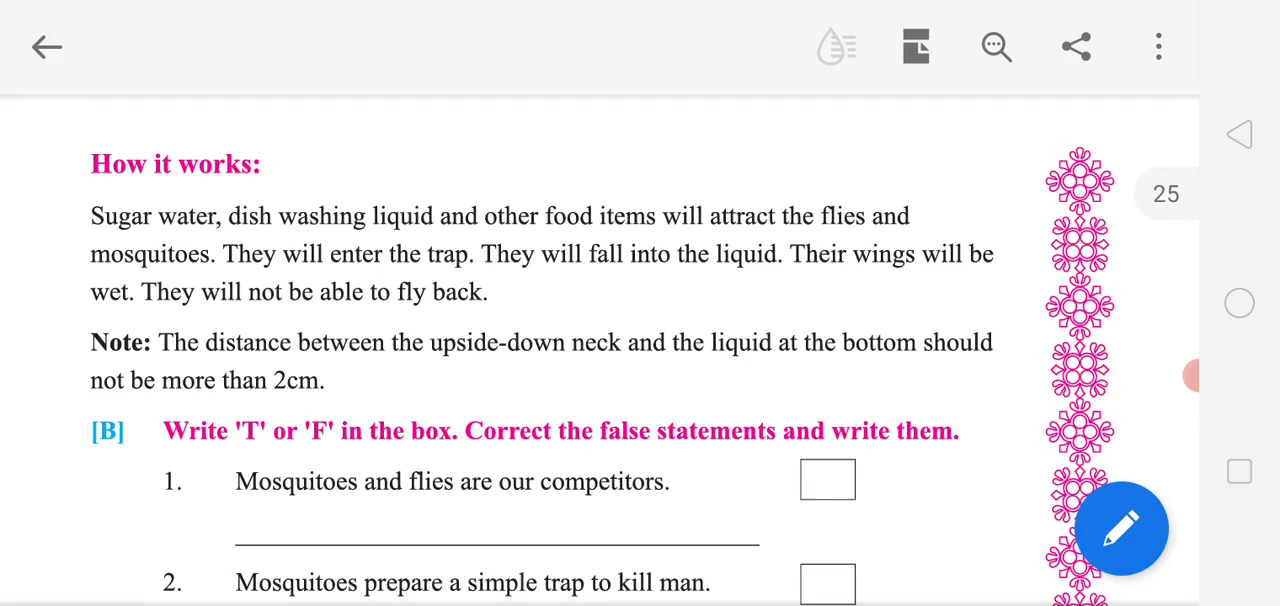 How it works:
25
Sugar water, dish washing liquid and other food items will attract the flies and
mosquitoes. They will enter the trap. They will fall into the liquid. Their wings will be
wet. They will not be able to fly back.
Note: The distance between the upside-down neck and the liquid at the bottom should
not be more than 2cm.
[B] Write 'T' or 'F' in the box. Correct the false statements and write them.
1. Mosquitoes and flies are our competitors.
2. Mosquitoes prepare a simple trap to kill man.